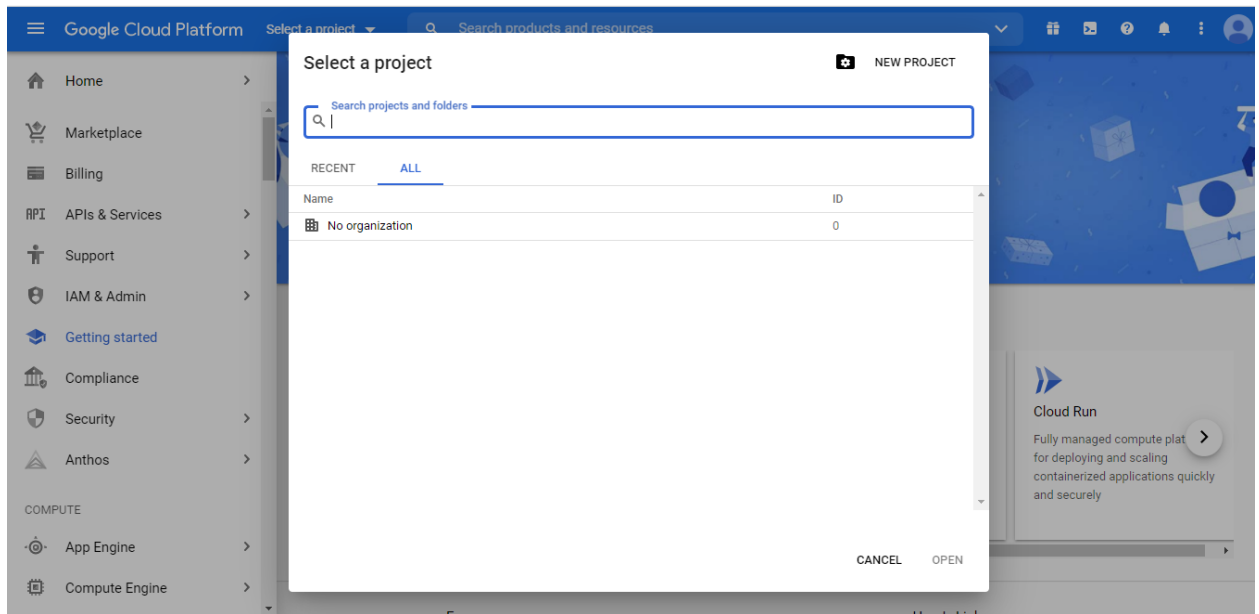 Google Cloud Platform Select a project Search products and resources
Select a project
NEW PROJECT
Search projects and folders
RECENT ALL
Name ID
No organization 0
CANCEL OPEN
Home
Marketplace
Billing
API APIs & Services
Support
IAM & Admin
Getting started
Compliance
Security
Anthos
COMPUTE
App Engine
Compute Engine
Cloud Run
Fully managed compute plat
for deploying and scaling
containerized applications quickly
and securely